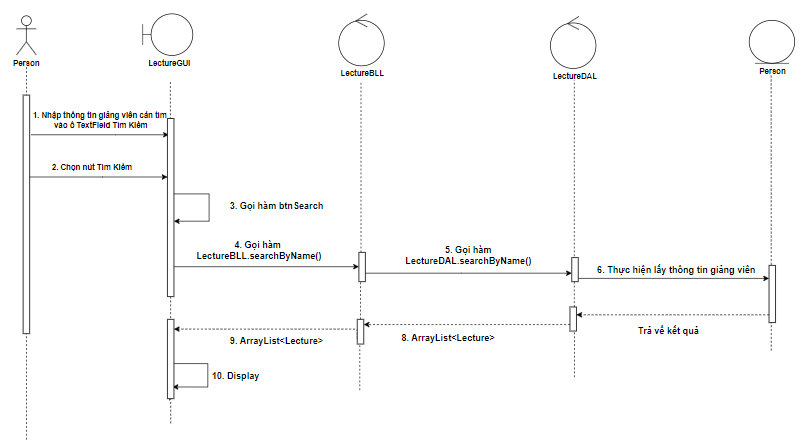 Person
LectureGUI
LectureBLL
LectureDAL
Person
1. Nhập thông tin giảng viên cần tìm
vào ô TextField Tìm Kiếm
2. Chọn nút Tìm Kiếm
3. Gọi hàm btnSearch
4. Gọi hàm
LectureBLL.searchByName()
5. Gọi hàm
LectureDAL.searchByName()
6. Thực hiện lấy thông tin giảng viên
Trả về kết quả
8. ArrayList<Lecture>
9. ArrayList<Lecture>
10. Display